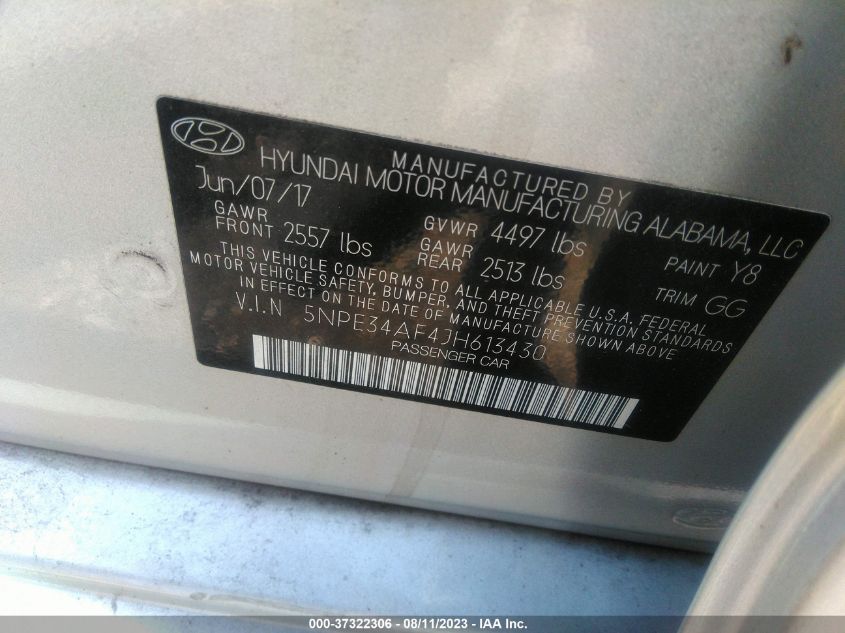 MANUFACTURED BY
HYUNDAI MOTOR MANUFACTURING ALABAMA, LLC
Jun/07/17
GVWR 4497 lbs
PAINT Y8
GAWR FRONT 2557 lbs
GAWR REAR 2513 lbs
TRIM GG
THIS VEHICLE CONFORMS TO ALL APPLICABLE U.S.A. FEDERAL
MOTOR VEHICLE SAFETY, BUMPER, AND THEFT PREVENTION STANDARDS
IN EFFECT ON THE DATE OF MANUFACTURE SHOWN ABOVE
V.I.N 5NPE34AF4JH613430
PASSENGER CAR
000-37322306 - 08/11/2023 - IAA Inc.